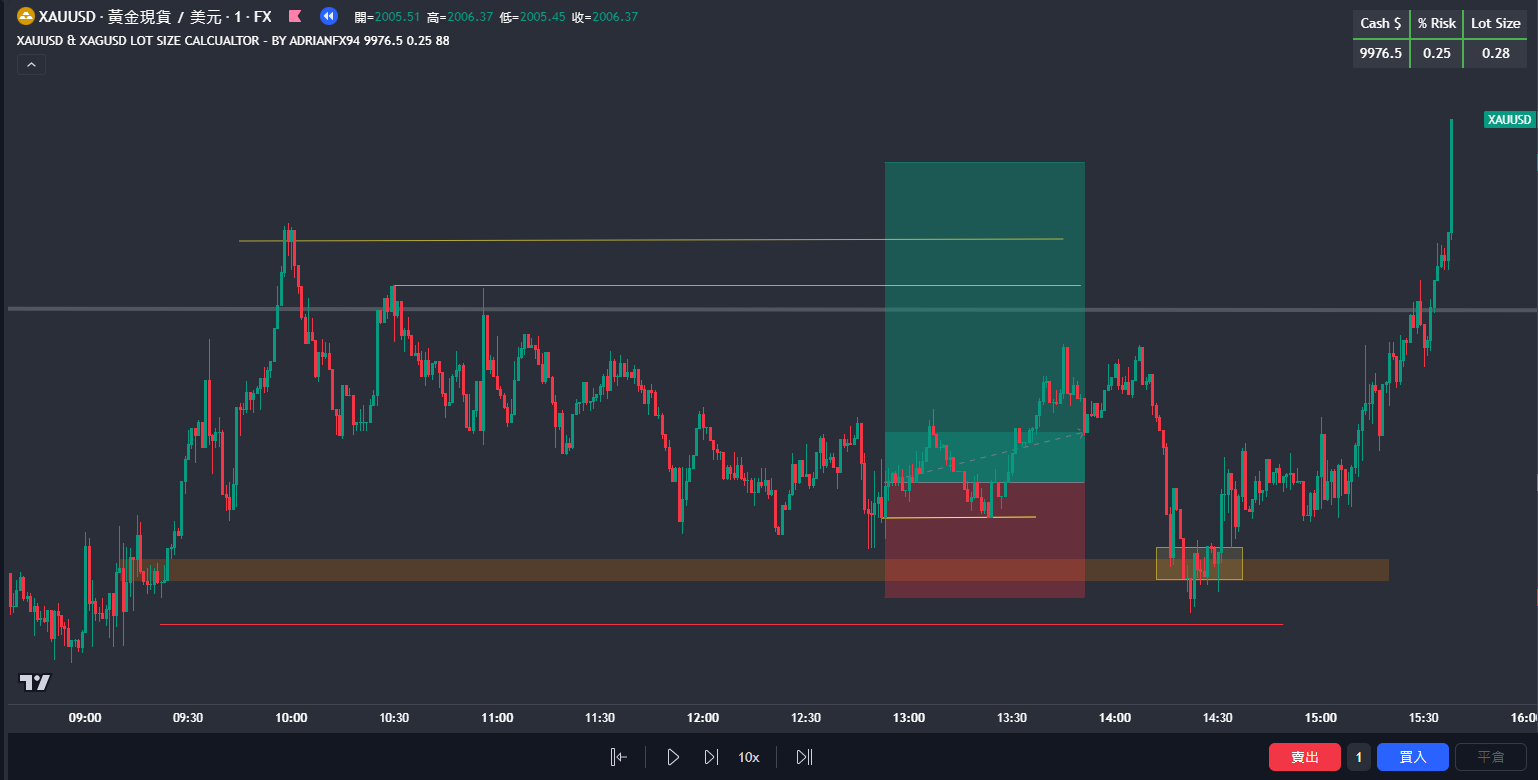 XAUUSD · 黃金現貨 / 美元 · 1 · FX 開=2005.51 高=2006.37 低=2005.45 收=2006.37
XAUUSD & XAGUSD LOT SIZE CALCUALTOR - BY ADRIANFX94 9976.5 0.25 88
Cash $ % Risk Lot Size
9976.5 0.25 0.28
XAUUSD
09:00 09:30 10:00 10:30 11:00 11:30 12:00 12:30 13:00 13:30 14:00 14:30 15:00 15:30 16:0
10x
賣出 1 買入 平倉